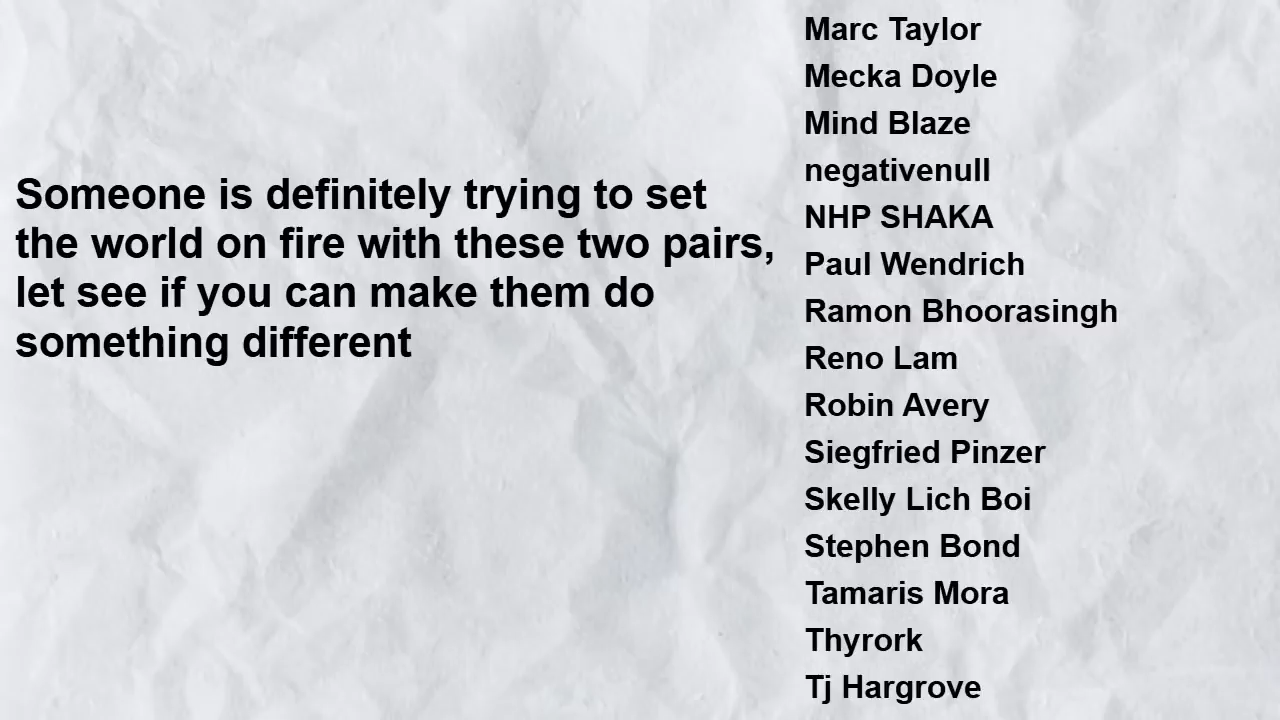 Someone is definitely trying to set
the world on fire with these two pairs,
let see if you can make them do
something different
Marc Taylor
Mecka Doyle
Mind Blaze
negativenull
NHP SHAKA
Paul Wendrich
Ramon Bhoorasingh
Reno Lam
Robin Avery
Siegfried Pinzer
Skelly Lich Boi
Stephen Bond
Tamaris Mora
Thyrork
Tj Hargrove